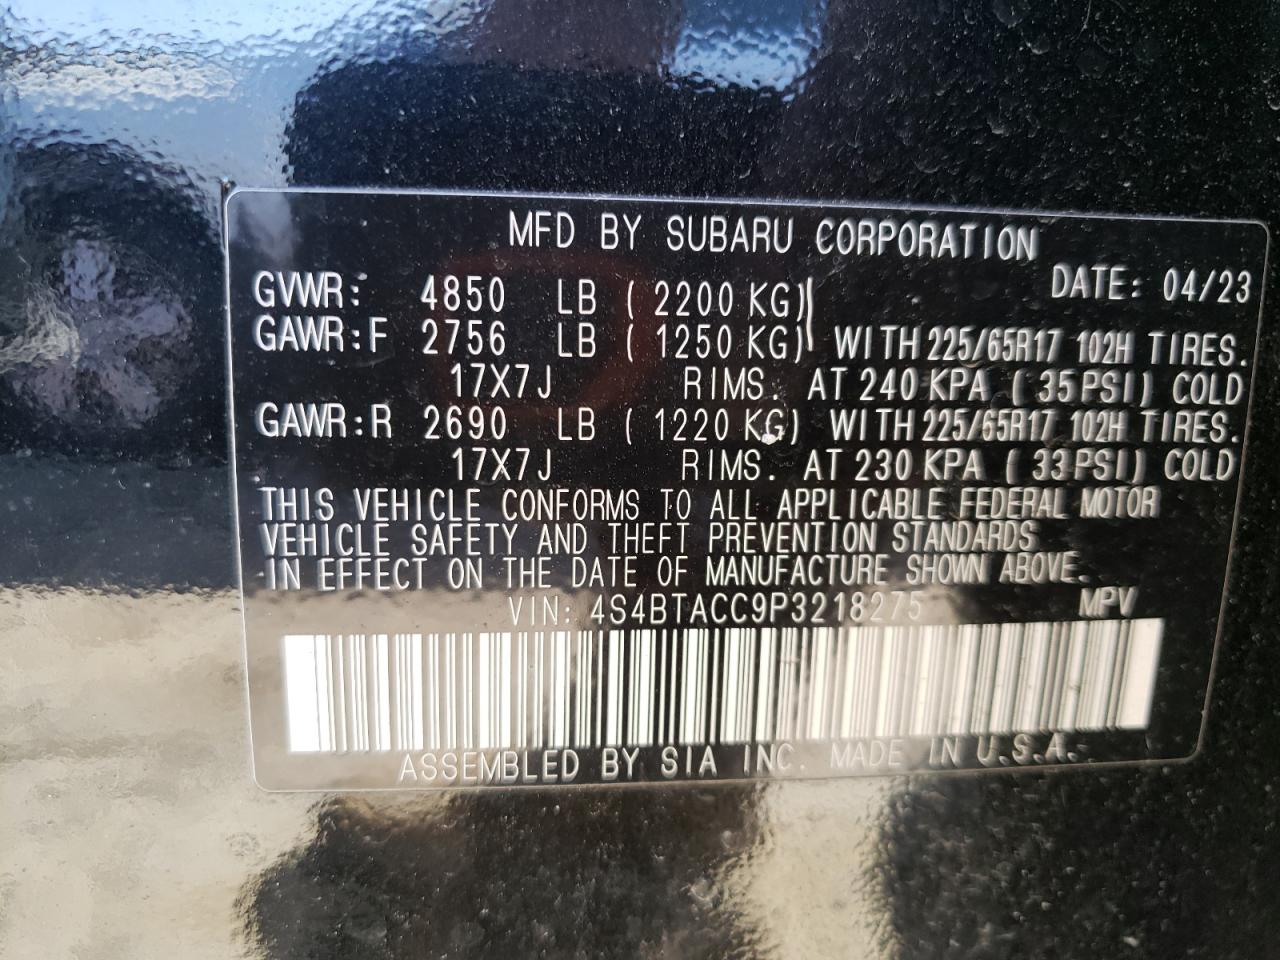 MFD BY SUBARU CORPORATION
DATE: 04/23
GVWR: 4850 LB ( 2200 KG)
GAWR:F 2756 LB ( 1250 KG) WITH 225/65R17 102H TIRES.
17X7J RIMS. AT 240 KPA ( 35PSI) COLD
GAWR:R 2690 LB ( 1220 KG) WITH 225/65R17 102H TIRES.
17X7J RIMS. AT 230 KPA ( 33PSI) COLD
THIS VEHICLE CONFORMS TO ALL APPLICABLE FEDERAL MOTOR
VEHICLE SAFETY AND THEFT PREVENTION STANDARDS
IN EFFECT ON THE DATE OF MANUFACTURE SHOWN ABOVE.
VIN: 4S4BTACC9P3218275 MPV
ASSEMBLED BY SIA INC. MADE IN U.S.A.